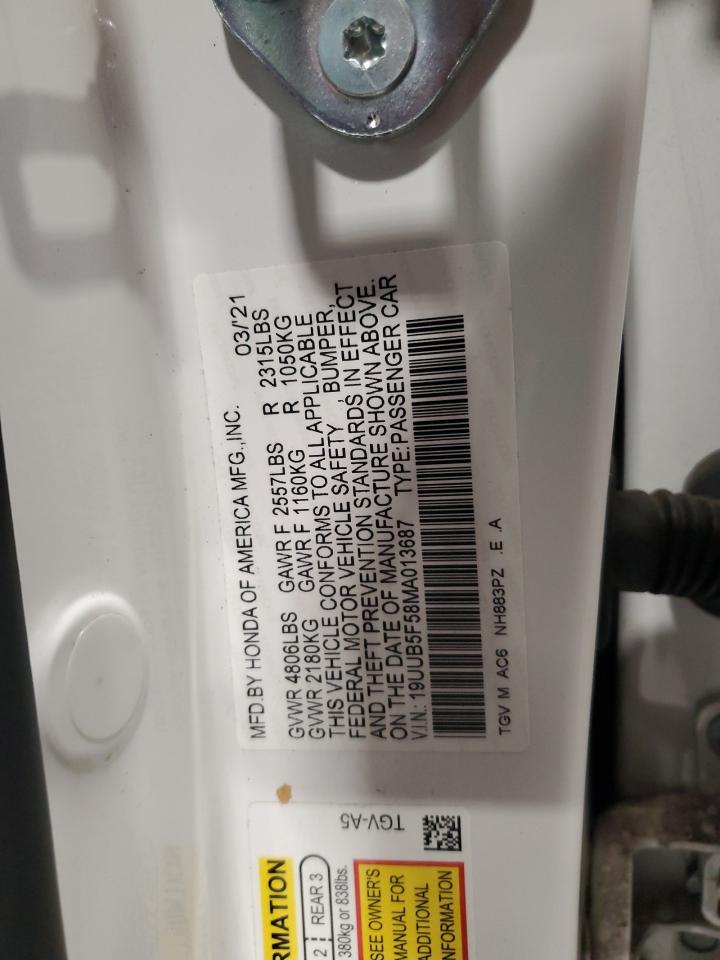 MFD.BY HONDA OF AMERICA MFG.,INC. 03/'21
GVWR 4806LBS GAWR F 2557LBS R 2315LBS
GVWR 2180KG GAWR F 1160KG R 1050KG
THIS VEHICLE CONFORMS TO ALL APPLICABLE
FEDERAL MOTOR VEHICLE SAFETY , BUMPER,
AND THEFT PREVENTION STANDARDS IN EFFECT
ON THE DATE OF MANUFACTURE SHOWN ABOVE.
V.I.N.: 19UUB5F58MA013687 TYPE:PASSENGER CAR
TGV M AC6 NH883PZ .E .A
TGV-A5
RMATION
2 REAR 3
380kg or 838lbs.
SEE OWNER'S
MANUAL FOR
ADDITIONAL
NFORMATION